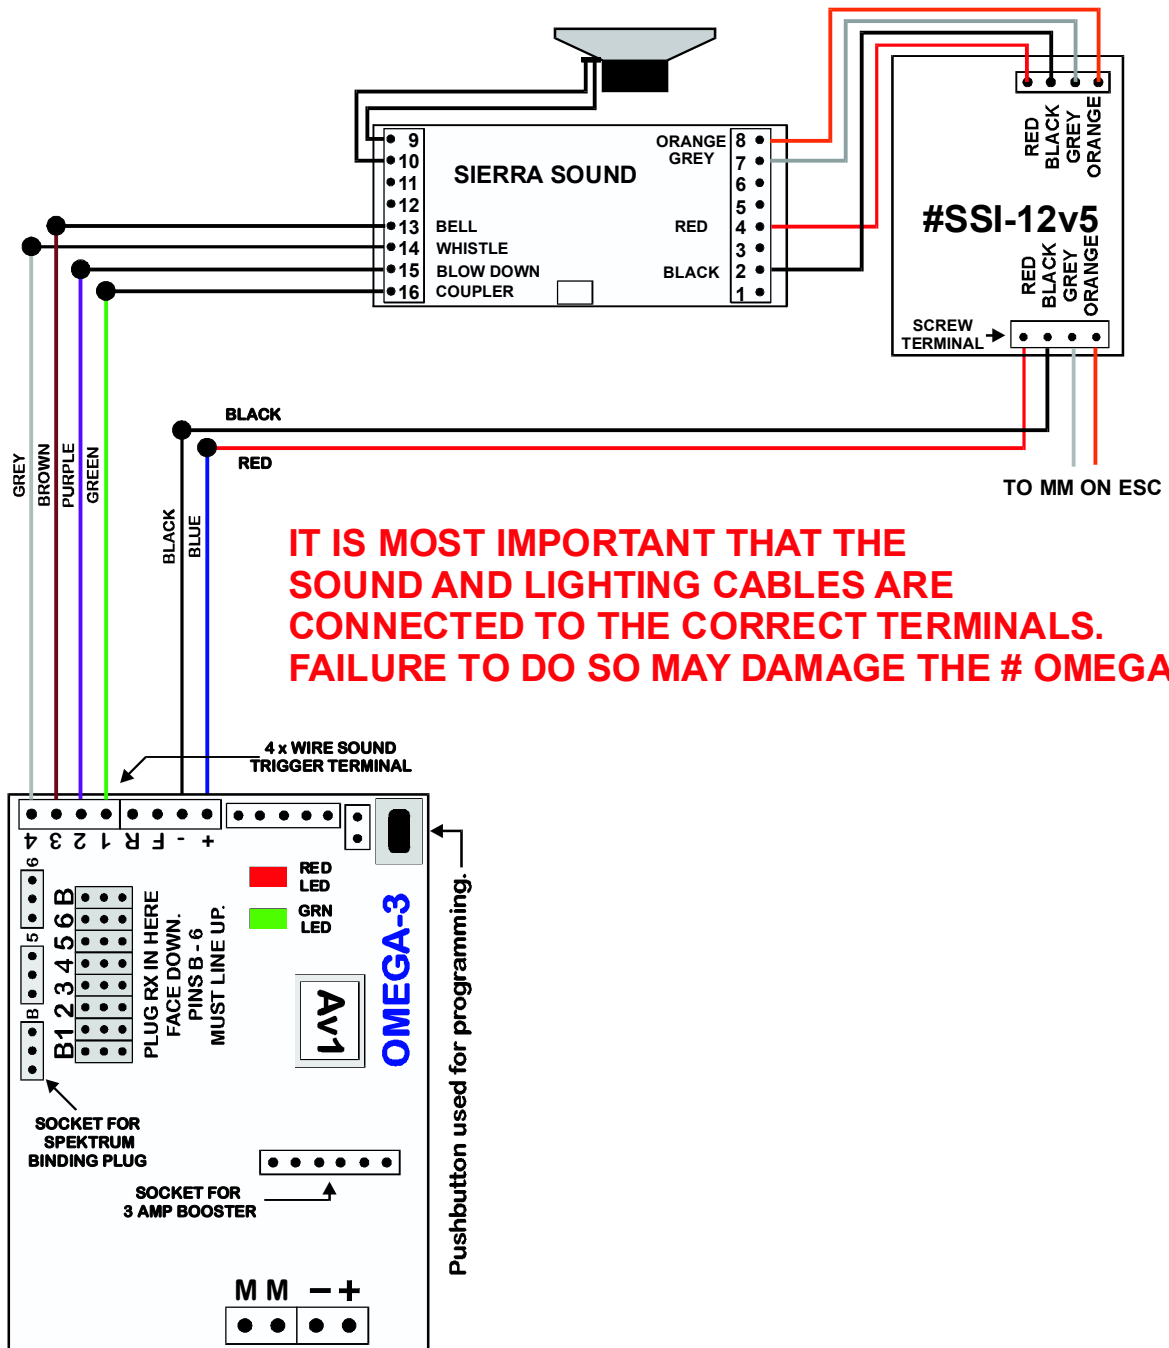 9
10
11
12
13
14
15
16
BELL
WHISTLE
BLOW DOWN
COUPLER
SIERRA SOUND
ORANGE
GREY
RED
BLACK
8
7
6
5
4
3
2
1
RED
BLACK
GREY
ORANGE
#SSI-12v5
RED
BLACK
GREY
ORANGE
SCREW
TERMINAL
TO MM ON ESC
BLACK
RED
GREY
BROWN
PURPLE
GREEN
BLACK
BLUE
IT IS MOST IMPORTANT THAT THE
SOUND AND LIGHTING CABLES ARE
CONNECTED TO THE CORRECT TERMINALS.
FAILURE TO DO SO MAY DAMAGE THE # OMEGA
4 x WIRE SOUND
TRIGGER TERMINAL
4 3 2 1 R F - +
6
5
B
B
6
5
4
3
2
1
B
PLUG RX IN HERE
FACE DOWN.
PINS B - 6
MUST LINE UP.
RED
LED
GRN
LED
Av1
OMEGA-3
Pushbutton used for programming.
SOCKET FOR
SPEKTRUM
BINDING PLUG
SOCKET FOR
3 AMP BOOSTER
M M - +